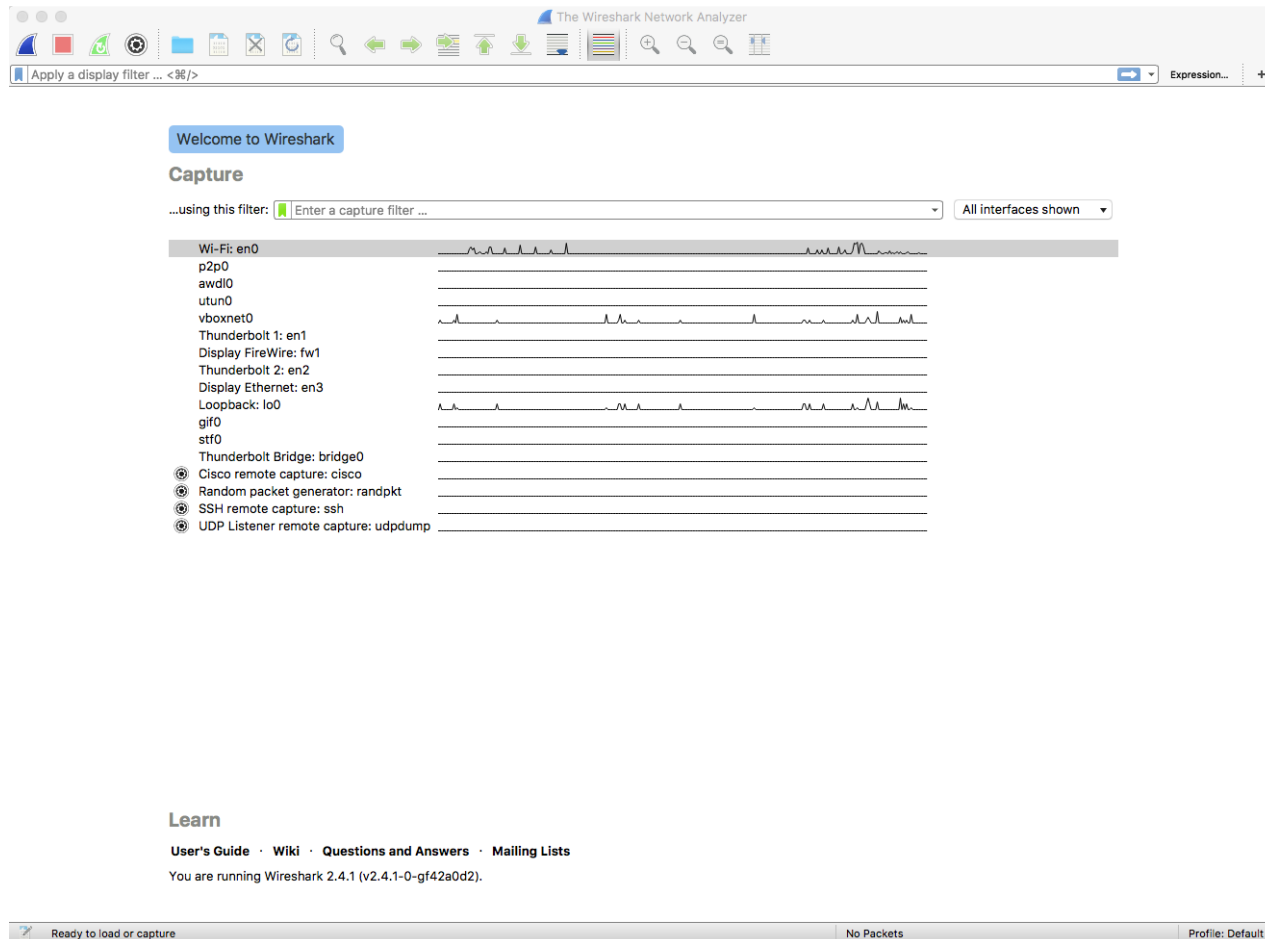 The Wireshark Network Analyzer
Apply a display filter ... <⌘/>
Expression... +
Welcome to Wireshark
Capture
...using this filter: Enter a capture filter ... All interfaces shown
Wi-Fi: en0
p2p0
awdl0
utun0
vboxnet0
Thunderbolt 1: en1
Display FireWire: fw1
Thunderbolt 2: en2
Display Ethernet: en3
Loopback: lo0
gif0
stf0
Thunderbolt Bridge: bridge0
Cisco remote capture: cisco
Random packet generator: randpkt
SSH remote capture: ssh
UDP Listener remote capture: udpdump
Learn
User's Guide · Wiki · Questions and Answers · Mailing Lists
You are running Wireshark 2.4.1 (v2.4.1-0-gf42a0d2).
Ready to load or capture No Packets Profile: Default